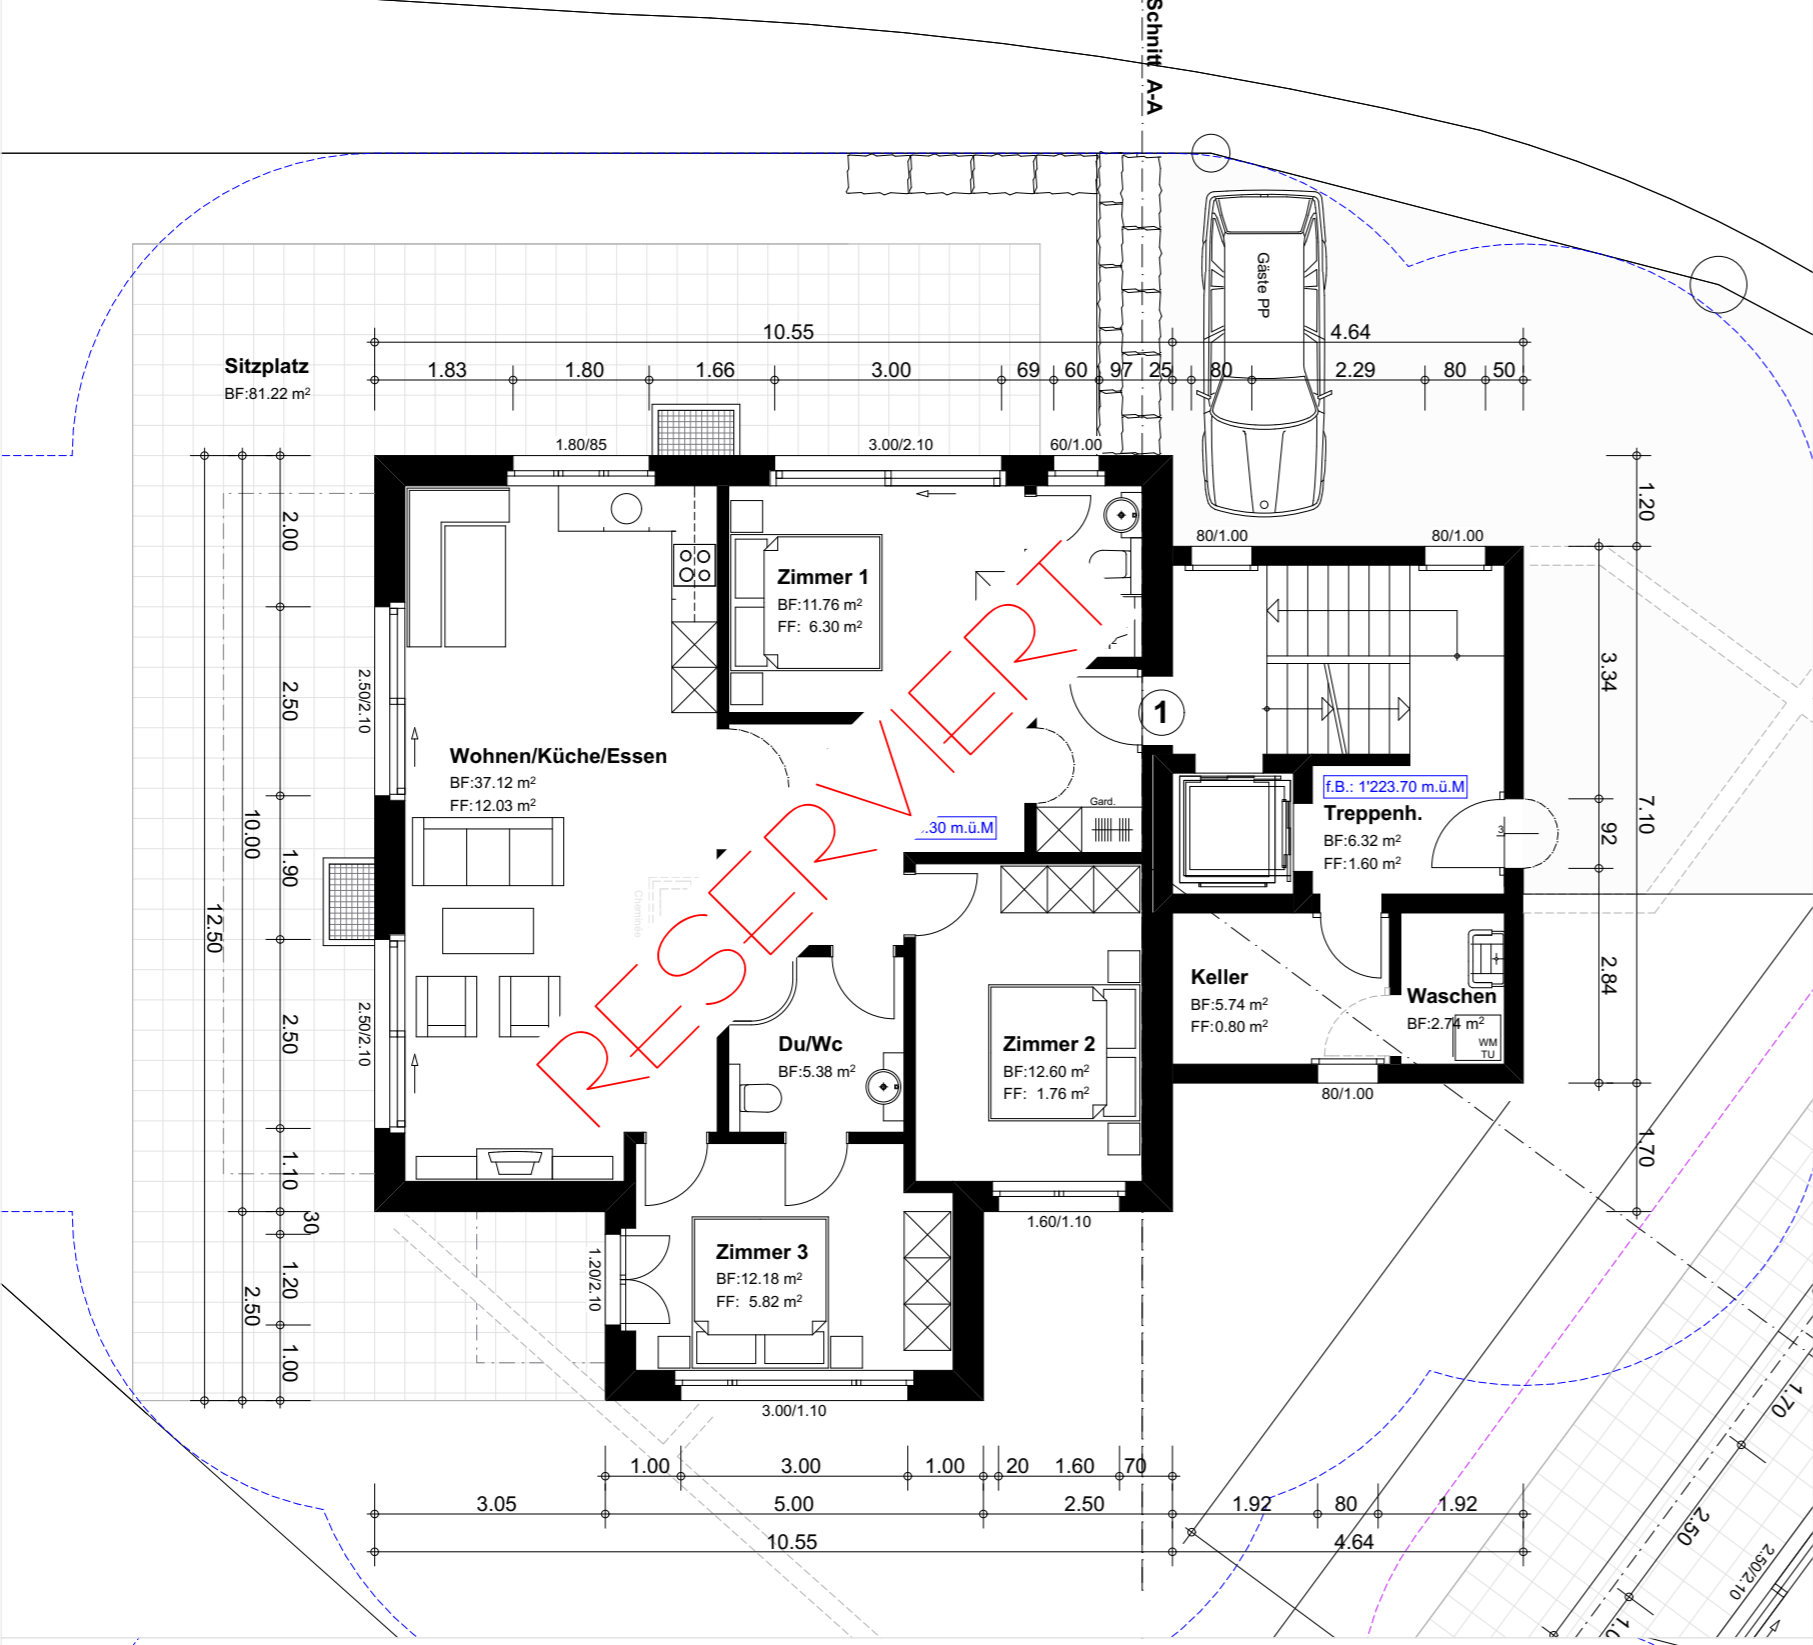 Schnitt A-A
Gäste PP
10.55
4.64
1.83
1.80
1.66
3.00
69
60
97
25
80
2.29
80
50
Sitzplatz
BF:81.22 m²
1.80/85
3.00/2.10
60/1.00
80/1.00
80/1.00
1.20
2.00
2.50
1.90
2.50
1.10
30
1.20
1.00
10.00
2.50
12.50
2.50/2.10
2.50/2.10
1.20/2.10
Zimmer 1
BF:11.76 m²
FF: 6.30 m²
Wohnen/Küche/Essen
BF:37.12 m²
FF:12.03 m²
RESERVIERT
1
Gard.
.30 m.ü.M
f.B.: 1'223.70 m.ü.M
Treppenh.
BF:6.32 m²
FF:1.60 m²
3
3.34
92
2.84
7.10
1.70
Cheminée
Keller
BF:5.74 m²
FF:0.80 m²
Waschen
BF:2.74 m²
WM
TU
80/1.00
Du/Wc
BF:5.38 m²
Zimmer 2
BF:12.60 m²
FF: 1.76 m²
1.60/1.10
Zimmer 3
BF:12.18 m²
FF: 5.82 m²
3.00/1.10
1.00
3.00
1.00
20
1.60
70
3.05
5.00
2.50
1.92
80
1.92
10.55
4.64
1.70
2.50
2.50/2.10